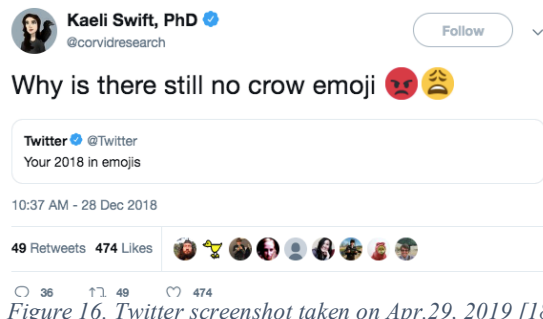 Kaeli Swift, PhD
@corvidresearch
Follow
Why is there still no crow emoji 😡😩
Twitter @Twitter
Your 2018 in emojis
10:37 AM - 28 Dec 2018
49 Retweets 474 Likes
36 49 474
Figure 16. Twitter screenshot taken on Apr.29, 2019 [18